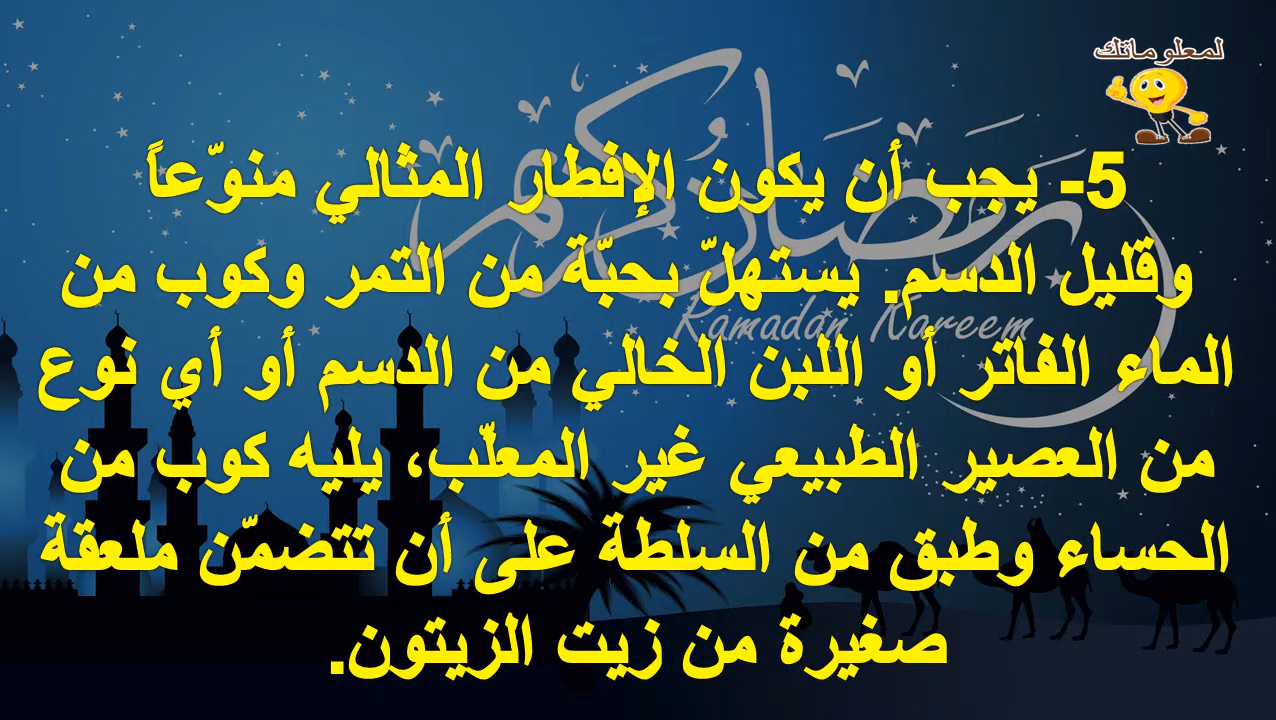 لمعلوماتك
رمضان كريم
Ramadan Kareem
5- يجب أن يكون الإفطار المثالي منوّعاً
وقليل الدسم. يستهلّ بحبّة من التمر وكوب من
الماء الفاتر أو اللبن الخالي من الدسم أو أي نوع
من العصير الطبيعي غير المعلّب، يليه كوب من
الحساء وطبق من السلطة على أن تتضمّن ملعقة
صغيرة من زيت الزيتون.